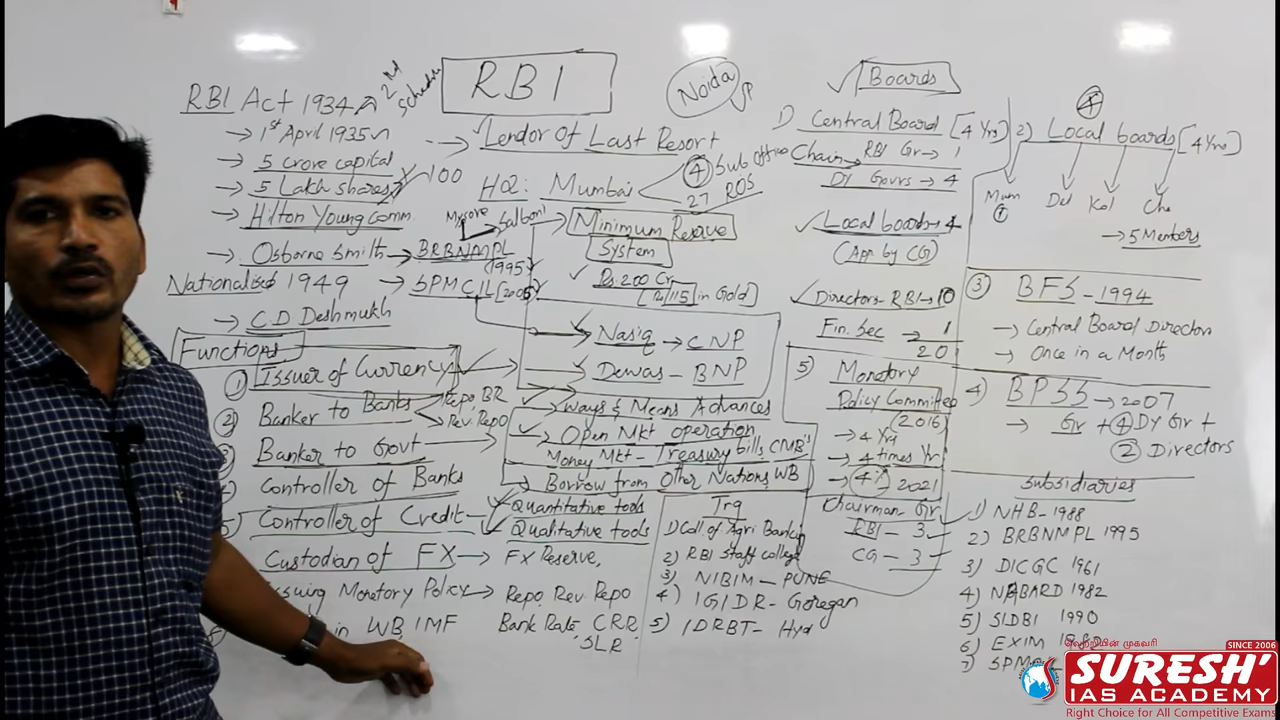 RBI
RBI Act 1934
2nd Schedule
→ 1st April 1935
→ 5 crore capital
→ 5 Lakh shares
100
→ Hilton Young Comm.
→ Osborne Smith → BRBNMPL
(1995)
Mysore
Salboni
Nationalised 1949 → SPMCIL [2005]
→ C.D Deshmukh
Noida
→ Lendor Of Last Resort
HQ: Mumbai
④ Sub Office
27 ROS
Minimum Reserve
System
✓ Rs 200 Cr
115 in Gold
✓ Nasiq → CNP
Dewas - BNP
Functions
① Issuer of Currency
② Banker to Banks
Repo BR
Rev. Repo
Banker to Govt
Controller of Banks
5) Controller of Credit
Custodian of FX → FX Reserve,
Issuing Monetory Policy → Repo, Rev. Repo
Bank Rate, CRR,
SLR
in WB, IMF
✓ Ways & Means Advances
Open Mkt operation
Money Mkt - Treasury bills, CMB's
Borrow from Other Nations, WB
Quantitative tools
Qualitative tools
Trg
1) Coll. of Agri Banking
2) RBI Staff college
3) NIBIM - PUNE
4) IGIDR - Goregan
5) IDRBT - Hyd
✓ Boards
1) Central Board [4 Yrs]
Chain → RBI Gr → 1
DY Govrs → 4
✓ Local boards → 4
(App. by CG)
✓ Directors - RBI → 10
Fin. Sec → 1
20
5) Monetory
Policy Committee
(2016)
→ 4 Yrs
→ 4 times Yr
→ 4% 2021
Chairman Gr
RBI - 3
CG - 3
2) Local boards [4 Yrs]
Mum
Del
Kol
Che
→ 5 Members
③ BFS - 1994
→ Central Board Directors
→ Once in a Month
4) BPSS → 2007
→ Gr + ④ DY Gr +
② Directors
Subsidiaries
1) NHB - 1988
2) BRBNMPL 1995
3) DICGC 1961
4) NABARD 1982
5) SIDBI 1990
6) EXIM
7)
வெற்றியின் முகவரி
SINCE 2006
SURESH'
IAS ACADEMY
Right Choice for All Competitive Exams